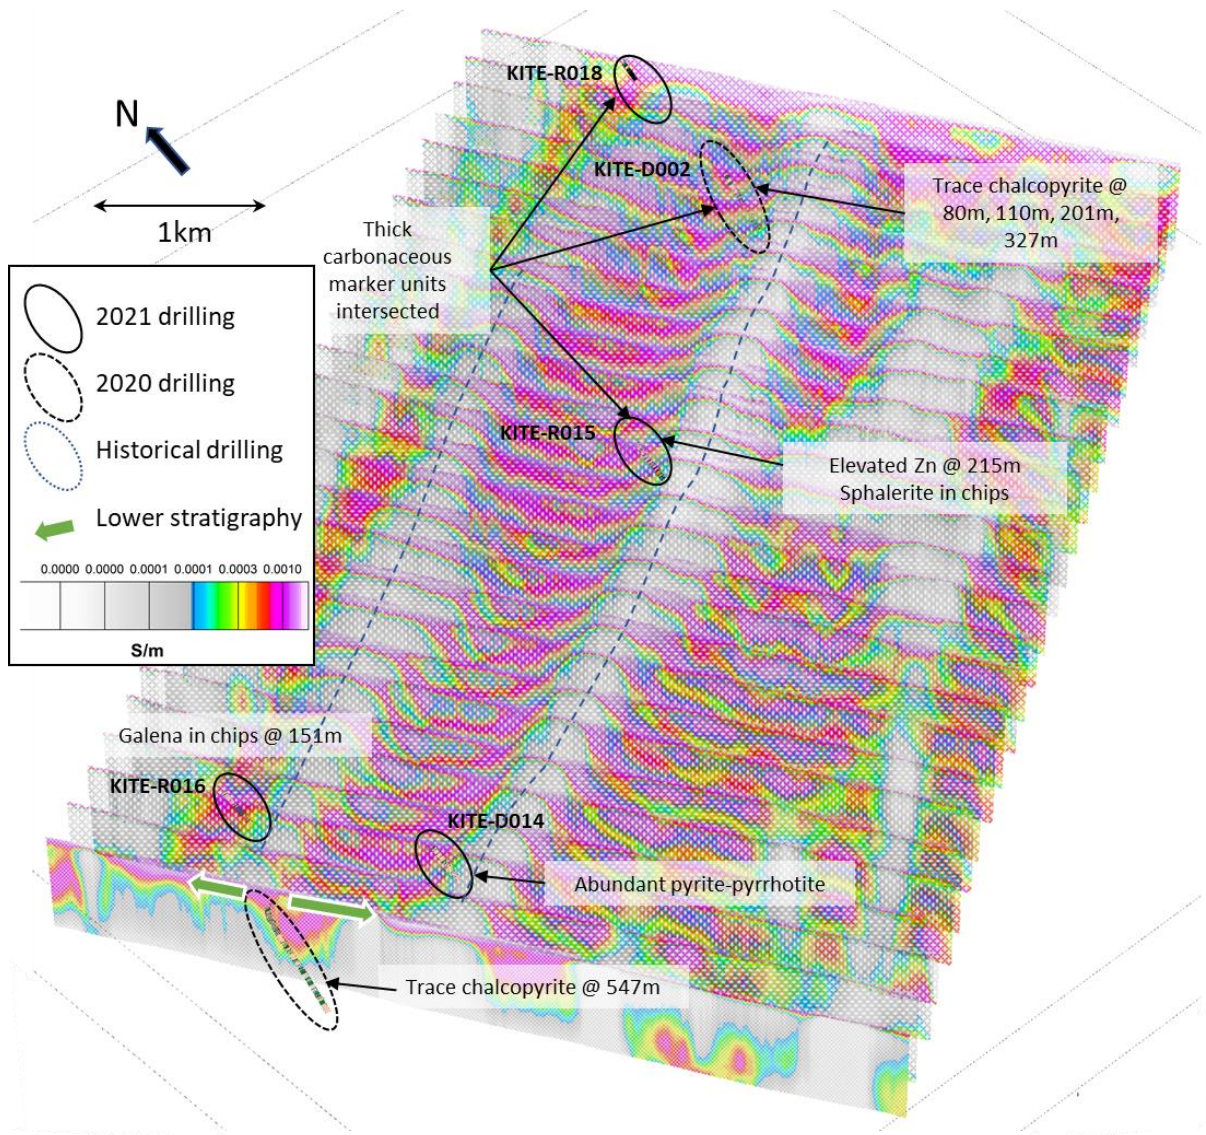 KITE-R018
N
KITE-D002
Trace chalcopyrite @
80m, 110m, 201m,
327m
1km
Thick
carbonaceous
marker units
intersected
2021 drilling
2020 drilling
Historical drilling
Lower stratigraphy
0.0000 0.0000 0.0001 0.0001 0.0003 0.0010
S/m
KITE-R015
Elevated Zn @ 215m
Sphalerite in chips
Galena in chips @ 151m
KITE-R016
KITE-D014
Abundant pyrite-pyrrhotite
Trace chalcopyrite @ 547m